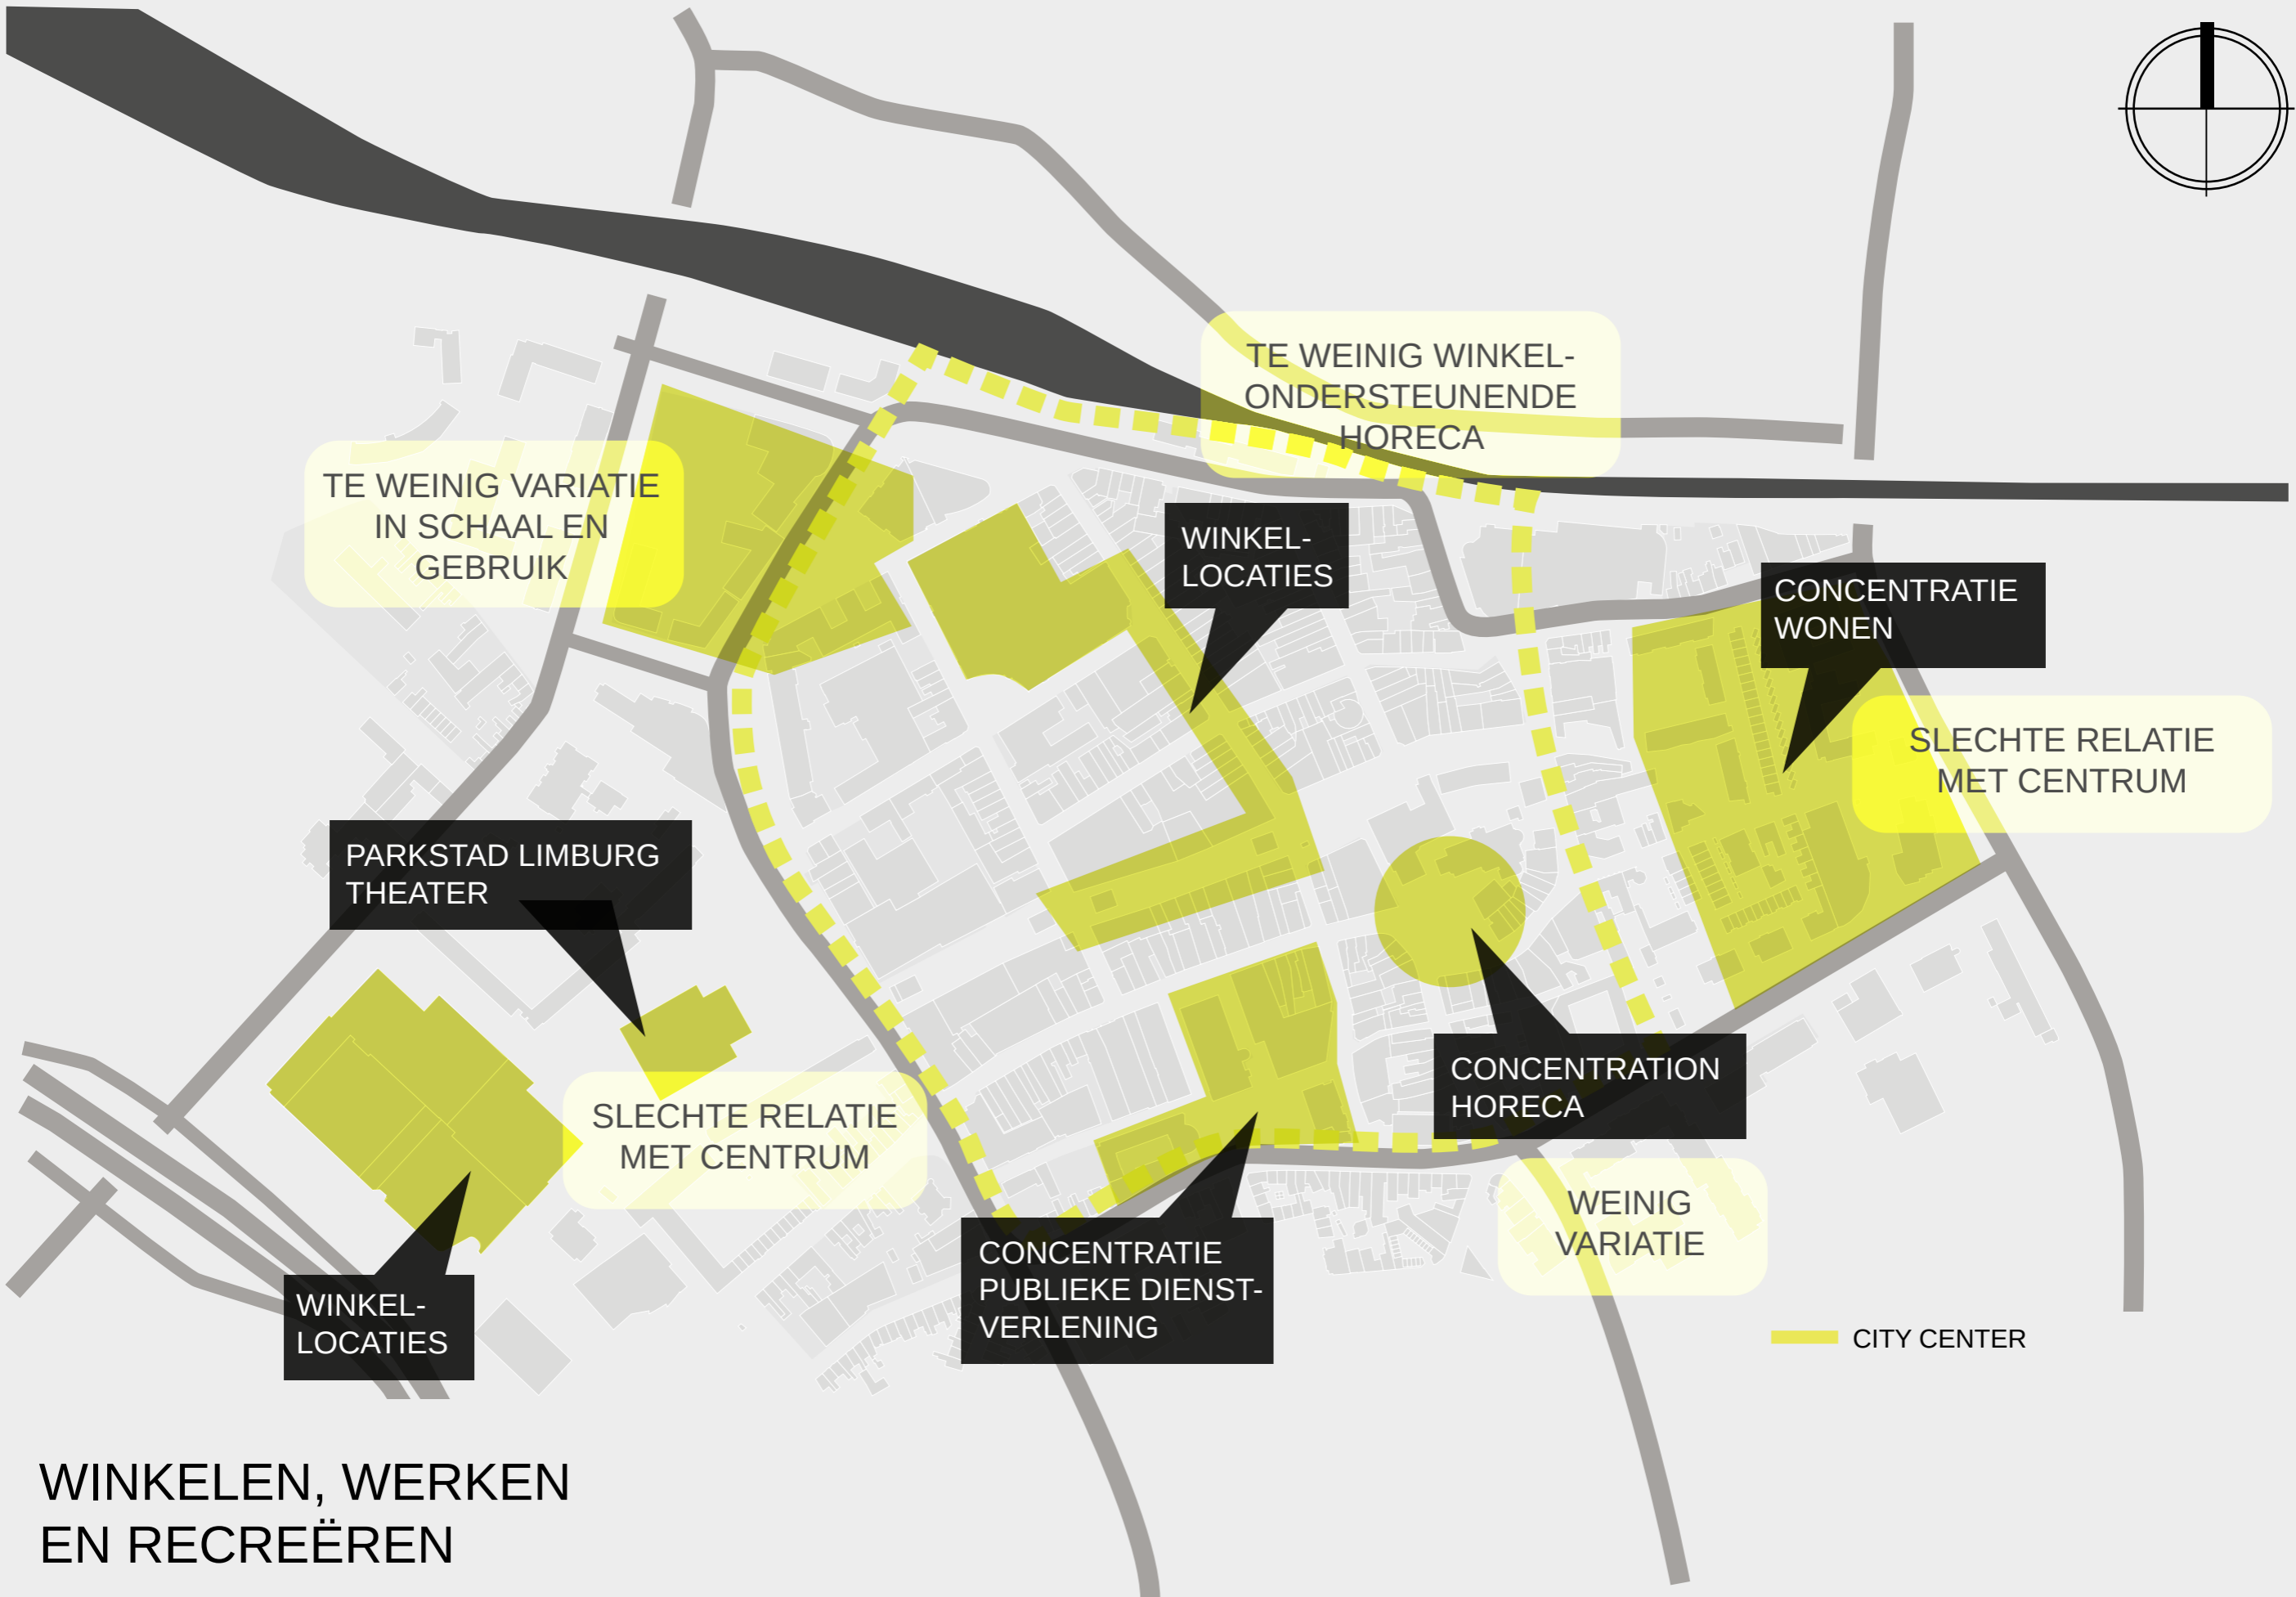 TE WEINIG WINKEL-
ONDERSTEUNENDE
HORECA
TE WEINIG VARIATIE
IN SCHAAL EN
GEBRUIK
WINKEL-
LOCATIES
CONCENTRATIE
WONEN
SLECHTE RELATIE
MET CENTRUM
PARKSTAD LIMBURG
THEATER
CONCENTRATION
HORECA
SLECHTE RELATIE
MET CENTRUM
WEINIG
VARIATIE
CONCENTRATIE
PUBLIEKE DIENST-
VERLENING
WINKEL-
LOCATIES
CITY CENTER
WINKELEN, WERKEN
EN RECREËREN